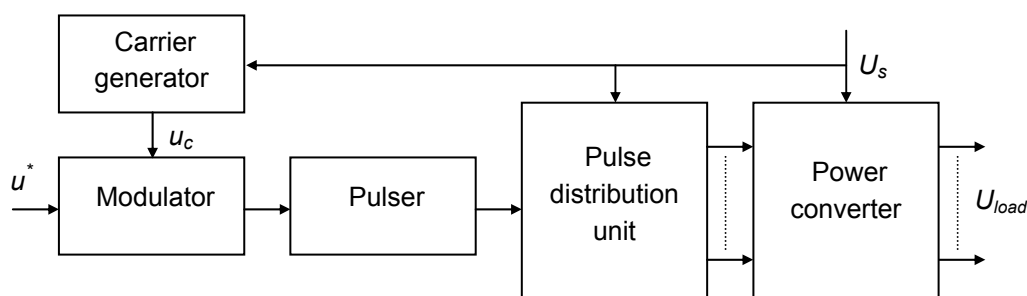 Carrier
generator
U_s
u_c
u^*
Modulator
Pulser
Pulse
distribution
unit
Power
converter
U_load